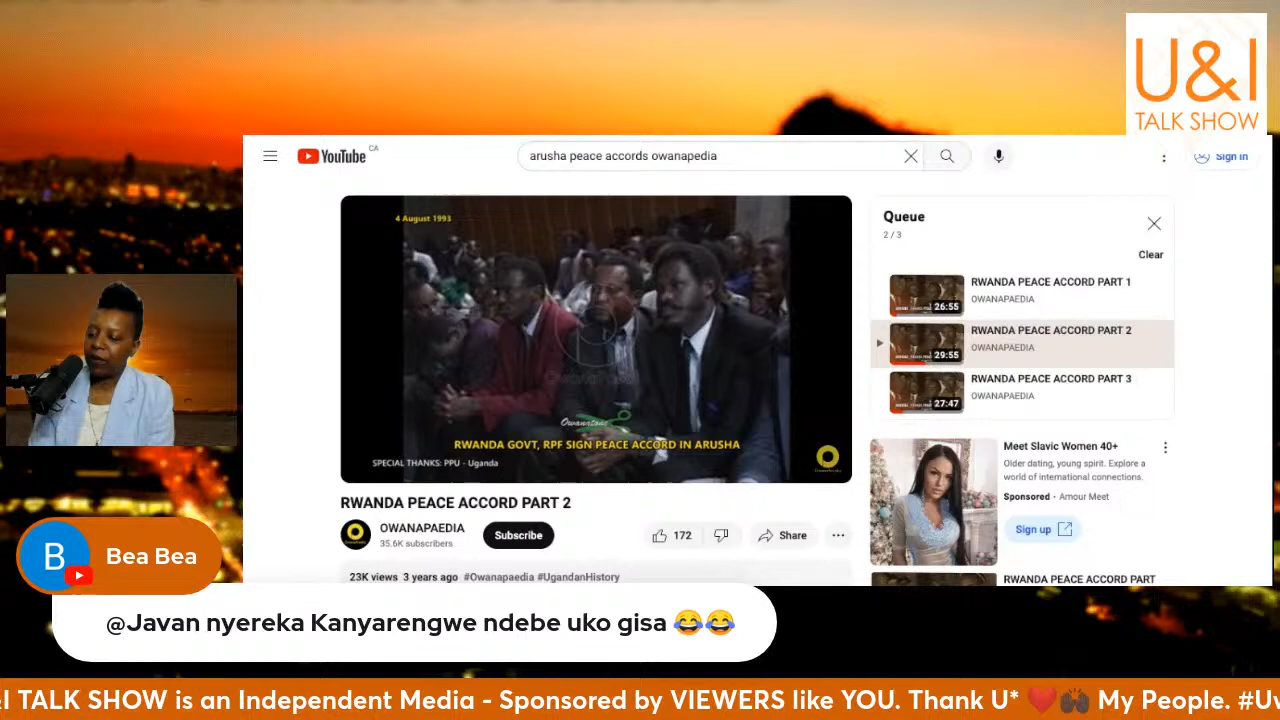 U&I
TALK SHOW
YouTube CA
arusha peace accords owanapedia
Sign in
4 August 1993
RWANDA GOVT, RPF SIGN PEACE ACCORD IN ARUSHA
SPECIAL THANKS: PPU - Uganda
Queue
2 / 3
Clear
26:55
RWANDA PEACE ACCORD PART 1
OWANAPAEDIA
29:55
RWANDA PEACE ACCORD PART 2
OWANAPAEDIA
27:47
RWANDA PEACE ACCORD PART 3
OWANAPAEDIA
Meet Slavic Women 40+
Older dating, young spirit. Explore a
world of international connections.
Sponsored · Amour Meet
Sign up
RWANDA PEACE ACCORD PART
RWANDA PEACE ACCORD PART 2
OWANAPAEDIA
35.6K subscribers
Subscribe
172
Share
23K views 3 years ago #Owanapaedia #UgandanHistory
B
Bea Bea
@Javan nyereka Kanyarengwe ndebe uko gisa 😂😂
&I TALK SHOW is an Independent Media - Sponsored by VIEWERS like YOU. Thank U* ❤️🙌🏿 My People. #Uv